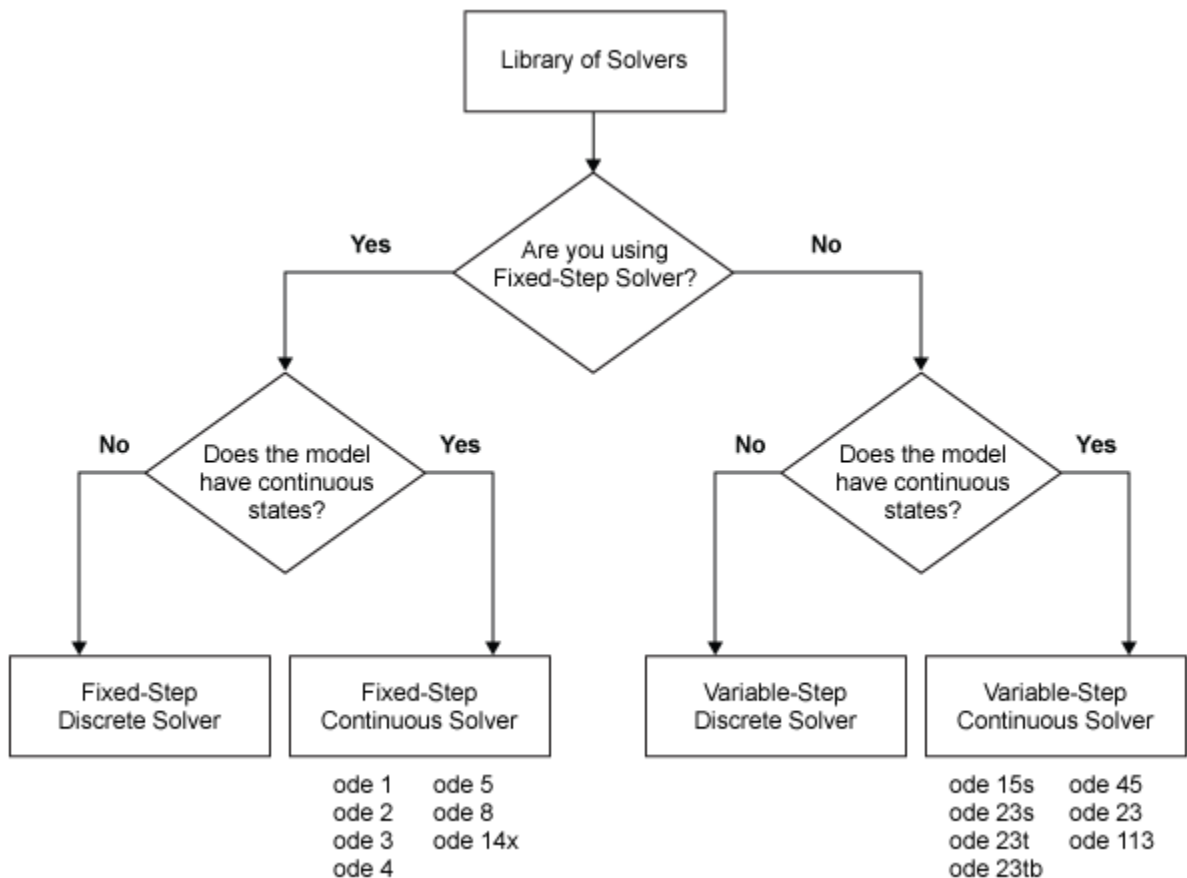 Library of Solvers
Yes
Are you using
Fixed-Step Solver?
No
No
Does the model
have continuous
states?
Yes
No
Does the model
have continuous
states?
Yes
Fixed-Step
Discrete Solver
Fixed-Step
Continuous Solver
Variable-Step
Discrete Solver
Variable-Step
Continuous Solver
ode 1 ode 5
ode 2 ode 8
ode 3 ode 14x
ode 4
ode 15s ode 45
ode 23s ode 23
ode 23t ode 113
ode 23tb